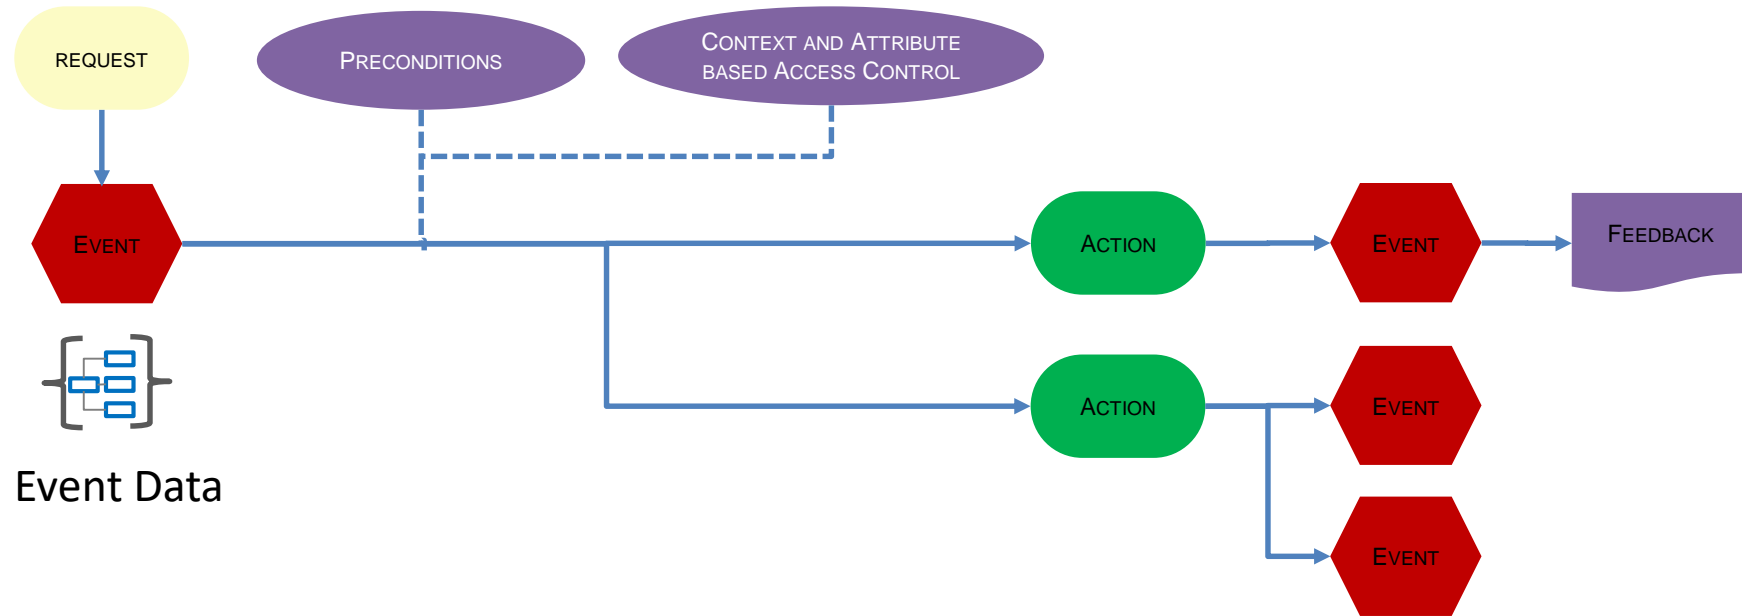 REQUEST
PRECONDITIONS
CONTEXT AND ATTRIBUTE
BASED ACCESS CONTROL
EVENT
ACTION
EVENT
FEEDBACK
ACTION
EVENT
Event Data
EVENT